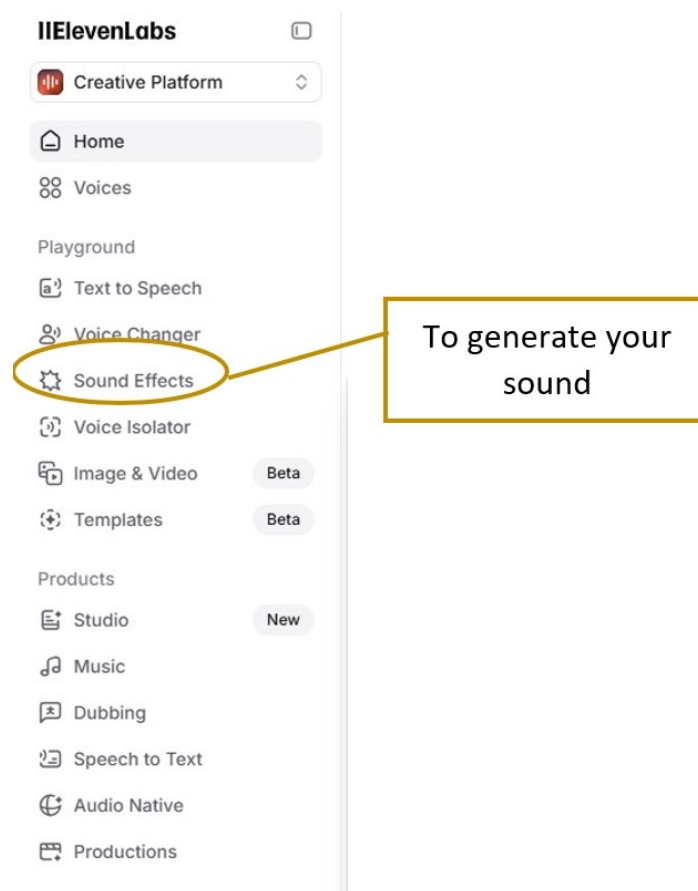 IIElevenLabs
Creative Platform
Home
Voices
Playground
Text to Speech
Voice Changer
Sound Effects
Voice Isolator
Image & Video Beta
Templates Beta
Products
Studio New
Music
Dubbing
Speech to Text
Audio Native
Productions
To generate your
sound